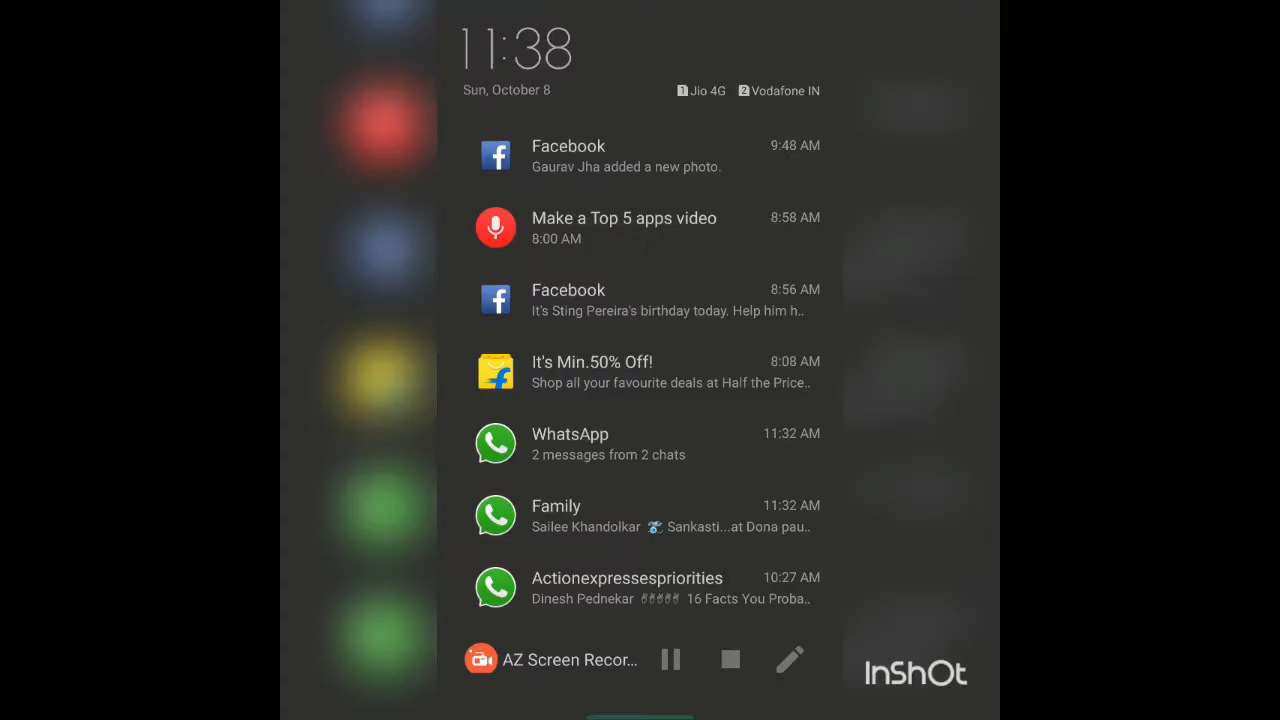 11:38
Sun, October 8
1 Jio 4G 2 Vodafone IN
Facebook 9:48 AM
Gaurav Jha added a new photo.
Make a Top 5 apps video 8:58 AM
8:00 AM
Facebook 8:56 AM
It's Sting Pereira's birthday today. Help him h..
It's Min.50% Off! 8:08 AM
Shop all your favourite deals at Half the Price..
WhatsApp 11:32 AM
2 messages from 2 chats
Family 11:32 AM
Sailee Khandolkar Sankasti...at Dona pau..
Actionexpressespriorities 10:27 AM
Dinesh Pednekar ✌✌✌✌✌ 16 Facts You Proba..
AZ Screen Recor...
InShOt